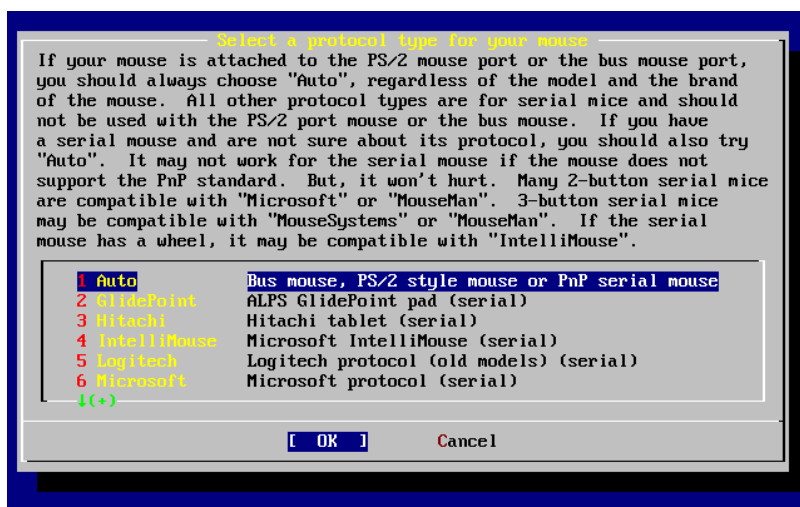 Select a protocol type for your mouse
If your mouse is attached to the PS/2 mouse port or the bus mouse port,
you should always choose "Auto", regardless of the model and the brand
of the mouse.  All other protocol types are for serial mice and should
not be used with the PS/2 port mouse or the bus mouse.  If you have
a serial mouse and are not sure about its protocol, you should also try
"Auto".  It may not work for the serial mouse if the mouse does not
support the PnP standard.  But, it won't hurt.  Many 2-button serial mice
are compatible with "Microsoft" or "MouseMan".  3-button serial mice
may be compatible with "MouseSystems" or "MouseMan".  If the serial
mouse has a wheel, it may be compatible with "IntelliMouse".
1 Auto Bus mouse, PS/2 style mouse or PnP serial mouse
2 GlidePoint ALPS GlidePoint pad (serial)
3 Hitachi Hitachi tablet (serial)
4 IntelliMouse Microsoft IntelliMouse (serial)
5 Logitech Logitech protocol (old models) (serial)
6 Microsoft Microsoft protocol (serial)
↓(+)
[ OK ] Cancel